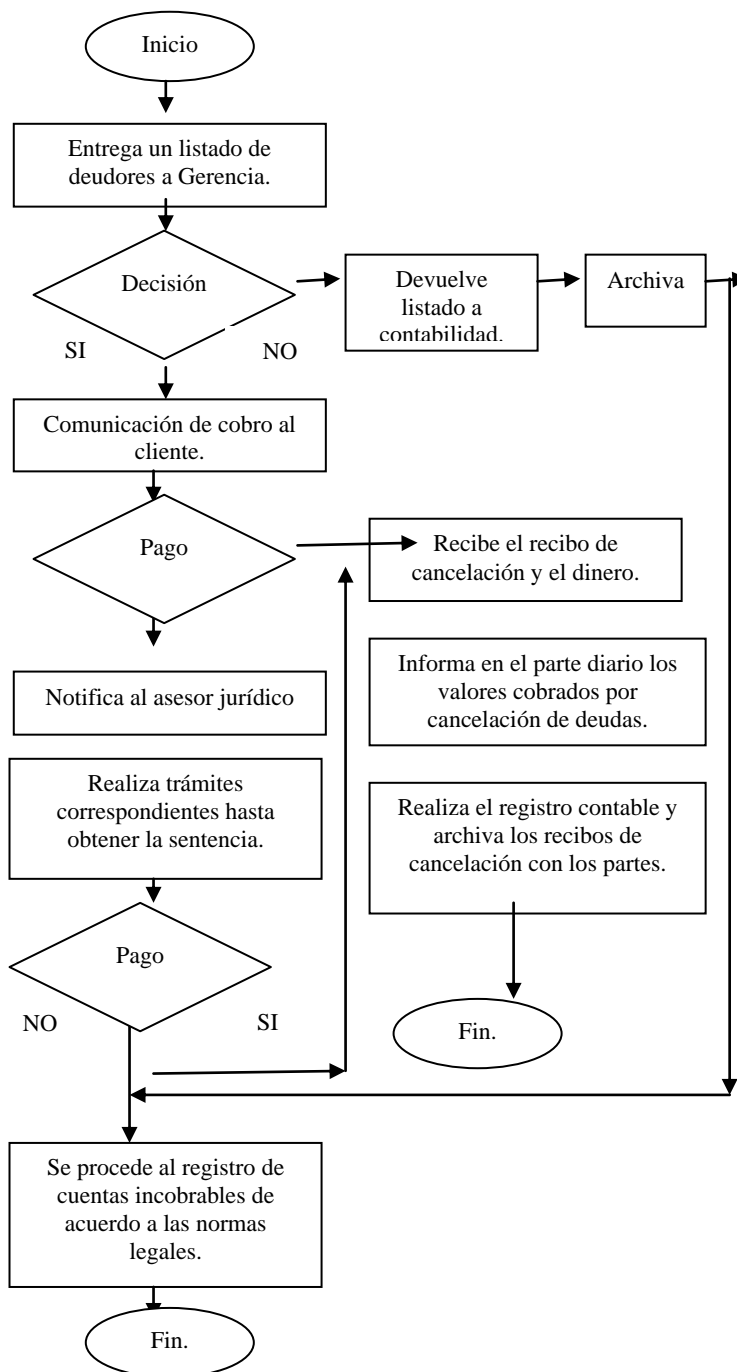 Inicio
Entrega un listado de
deudores a Gerencia.
Decisión
SI
NO
Devuelve
listado a
contabilidad.
Archiva
Comunicación de cobro al
cliente.
Pago
Recibe el recibo de
cancelación y el dinero.
Notifica al asesor jurídico
Informa en el parte diario los
valores cobrados por
cancelación de deudas.
Realiza trámites
correspondientes hasta
obtener la sentencia.
Realiza el registro contable y
archiva los recibos de
cancelación con los partes.
Pago
NO
SI
Fin.
Se procede al registro de
cuentas incobrables de
acuerdo a las normas
legales.
Fin.